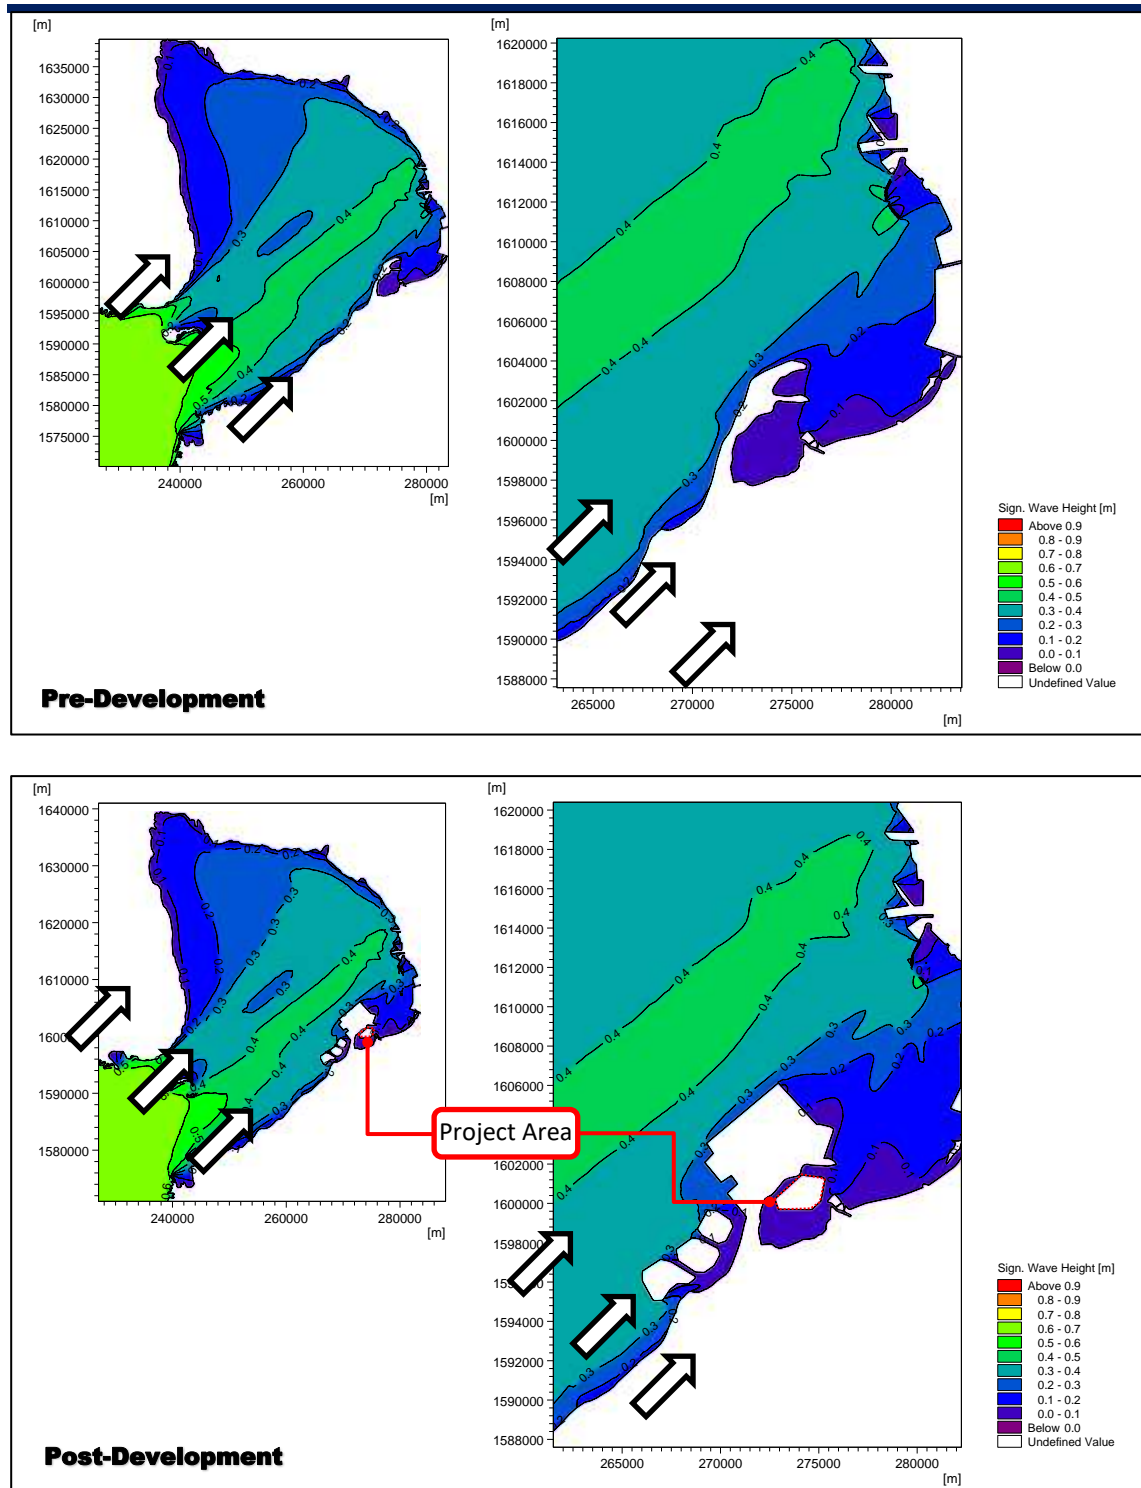 [m]
1635000
1630000
1625000
1620000
1615000
1610000
1605000
1600000
1595000
1590000
1585000
1580000
1575000
240000 260000 280000
[m]
[m]
1620000
1618000
1616000
1614000
1612000
1610000
1608000
1606000
1604000
1602000
1600000
1598000
1596000
1594000
1592000
1590000
1588000
265000 270000 275000 280000
[m]
Sign. Wave Height [m]
Above 0.9
0.8 - 0.9
0.7 - 0.8
0.6 - 0.7
0.5 - 0.6
0.4 - 0.5
0.3 - 0.4
0.2 - 0.3
0.1 - 0.2
0.0 - 0.1
Below 0.0
Undefined Value
Pre-Development
[m]
1640000
1630000
1620000
1610000
1590000
1580000
240000 260000 280000
[m]
Project Area
[m]
1620000
1618000
1616000
1614000
1612000
1610000
1608000
1606000
1602000
1600000
1594000
1592000
1590000
1588000
265000 270000 275000 280000
[m]
Sign. Wave Height [m]
Above 0.9
0.8 - 0.9
0.7 - 0.8
0.6 - 0.7
0.5 - 0.6
0.4 - 0.5
0.3 - 0.4
0.2 - 0.3
0.1 - 0.2
0.0 - 0.1
Below 0.0
Undefined Value
Post-Development